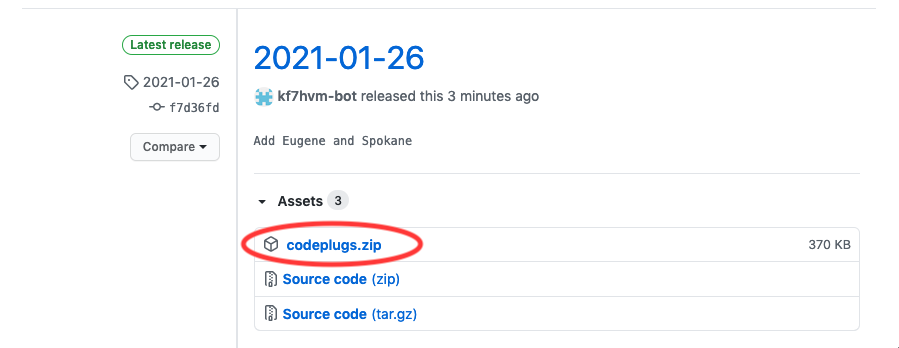 Latest release
2021-01-26
f7d36fd
Compare
2021-01-26
kf7hvm-bot released this 3 minutes ago
Add Eugene and Spokane
Assets 3
codeplugs.zip 370 KB
Source code (zip)
Source code (tar.gz)